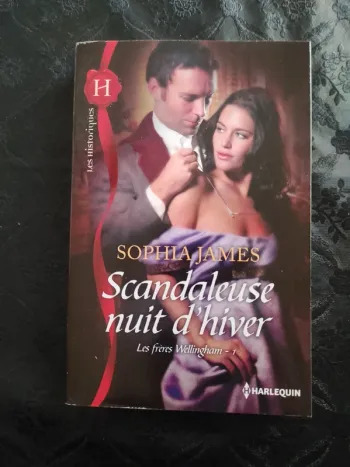 H
Les Historiques
SOPHIA JAMES
Scandaleuse
nuit d'hiver
Les frères Wellingham - 1
HARLEQUIN